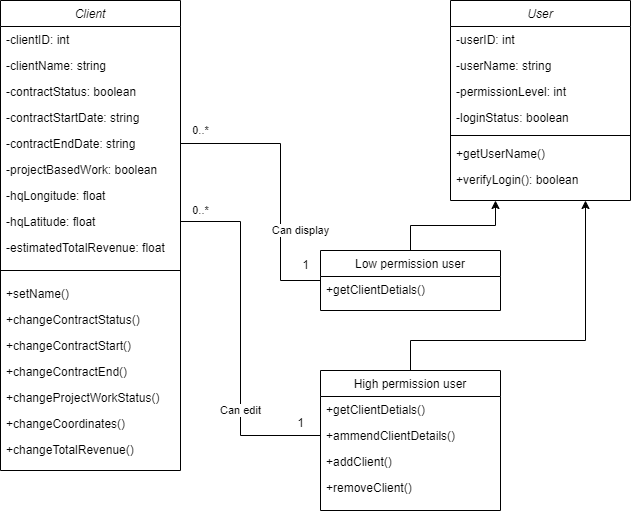 Client
-clientID: int
-clientName: string
-contractStatus: boolean
-contractStartDate: string
-contractEndDate: string
-projectBasedWork: boolean
-hqLongitude: float
-hqLatitude: float
-estimatedTotalRevenue: float
+setName()
+changeContractStatus()
+changeContractStart()
+changeContractEnd()
+changeProjectWorkStatus()
+changeCoordinates()
+changeTotalRevenue()
0..*
Can display
1
0..*
Can edit
1
User
-userID: int
-userName: string
-permissionLevel: int
-loginStatus: boolean
+getUserName()
+verifyLogin(): boolean
Low permission user
+getClientDetials()
High permission user
+getClientDetials()
+ammendClientDetails()
+addClient()
+removeClient()